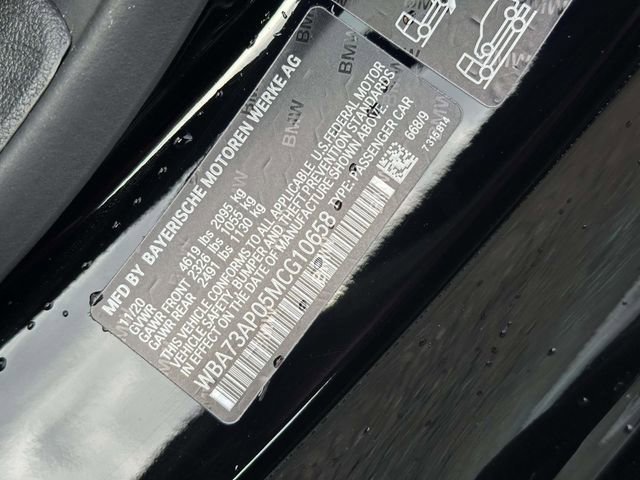 MFD BY BAYERISCHE MOTOREN WERKE AG
11/20
GVWR 4619 lbs 2095 kg
GAWR FRONT 2326 lbs 1055 kg
GAWR REAR 2491 lbs 1130 kg
THIS VEHICLE CONFORMS TO ALL APPLICABLE U.S. FEDERAL MOTOR
VEHICLE SAFETY, BUMPER AND THEFT PREVENTION STANDARDS
IN EFFECT ON THE DATE OF MANUFACTURE SHOWN ABOVE.
WBA73AP05MCG10658 TYPE: PASSENGER CAR
668/9
BMW
BMW
BMW